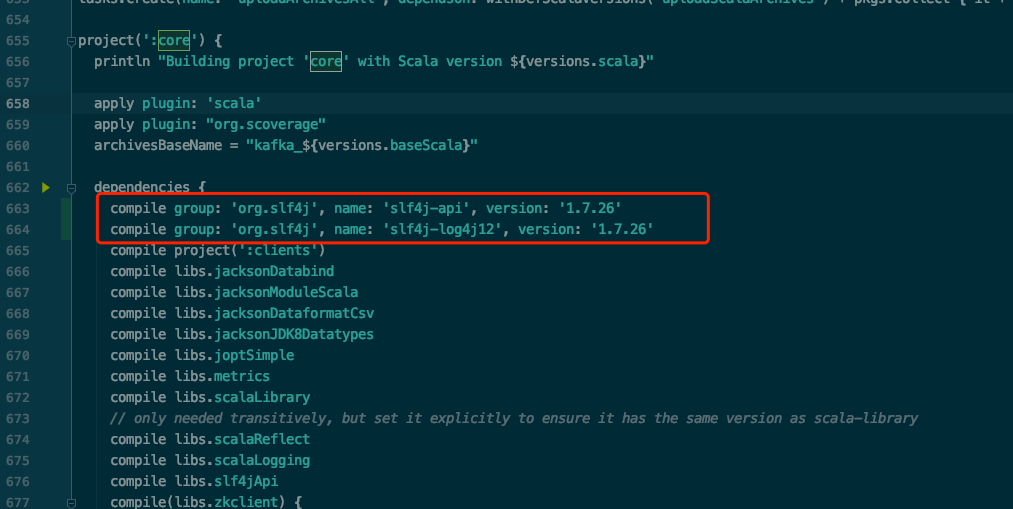 653
654
655 project(':core') {
656 println "Building project 'core' with Scala version ${versions.scala}"
657
658 apply plugin: 'scala'
659 apply plugin: "org.scoverage"
660 archivesBaseName = "kafka_${versions.baseScala}"
661
662 dependencies {
663 compile group: 'org.slf4j', name: 'slf4j-api', version: '1.7.26'
664 compile group: 'org.slf4j', name: 'slf4j-log4j12', version: '1.7.26'
665 compile project(':clients')
666 compile libs.jacksonDatabind
667 compile libs.jacksonModuleScala
668 compile libs.jacksonDataformatCsv
669 compile libs.jacksonJDK8Datatypes
670 compile libs.joptSimple
671 compile libs.metrics
672 compile libs.scalaLibrary
673 // only needed transitively, but set it explicitly to ensure it has the same version as scala-library
674 compile libs.scalaReflect
675 compile libs.scalaLogging
676 compile libs.slf4jApi
677 compile(libs.zkclient) {